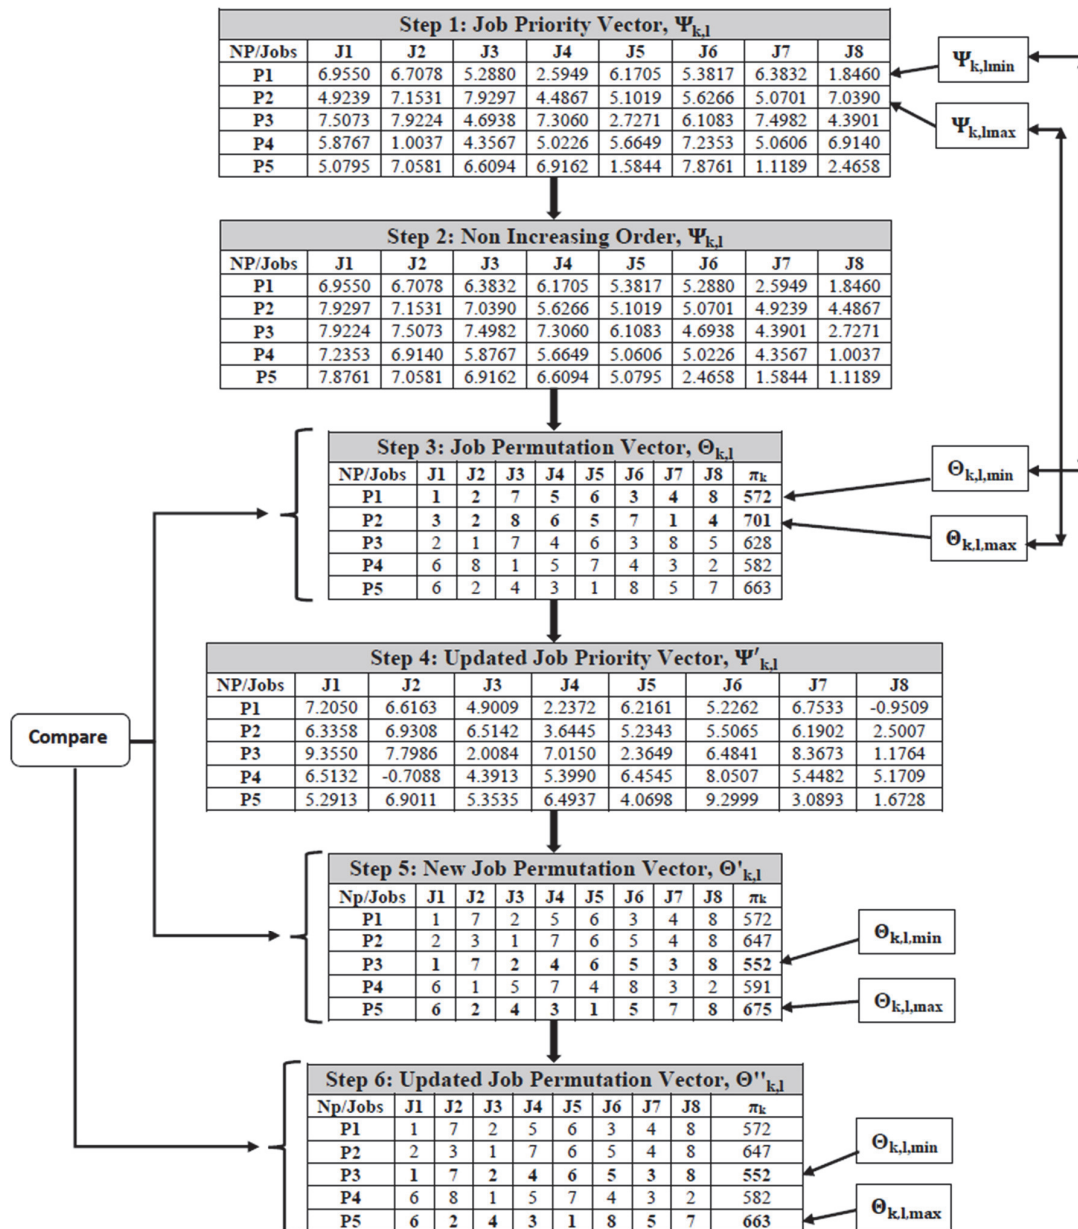 Step 1: Job Priority Vector, Ψk,l
NP/Jobs J1 J2 J3 J4 J5 J6 J7 J8
P1 6.9550 6.7078 5.2880 2.5949 6.1705 5.3817 6.3832 1.8460
P2 4.9239 7.1531 7.9297 4.4867 5.1019 5.6266 5.0701 7.0390
P3 7.5073 7.9224 4.6938 7.3060 2.7271 6.1083 7.4982 4.3901
P4 5.8767 1.0037 4.3567 5.0226 5.6649 7.2353 5.0606 6.9140
P5 5.0795 7.0581 6.6094 6.9162 1.5844 7.8761 1.1189 2.4658
Ψk,lmin
Ψk,lmax
Step 2: Non Increasing Order, Ψk,l
NP/Jobs J1 J2 J3 J4 J5 J6 J7 J8
P1 6.9550 6.7078 6.3832 6.1705 5.3817 5.2880 2.5949 1.8460
P2 7.9297 7.1531 7.0390 5.6266 5.1019 5.0701 4.9239 4.4867
P3 7.9224 7.5073 7.4982 7.3060 6.1083 4.6938 4.3901 2.7271
P4 7.2353 6.9140 5.8767 5.6649 5.0606 5.0226 4.3567 1.0037
P5 7.8761 7.0581 6.9162 6.6094 5.0795 2.4658 1.5844 1.1189
Step 3: Job Permutation Vector, Θk,l
NP/Jobs J1 J2 J3 J4 J5 J6 J7 J8 πk
P1 1 2 7 5 6 3 4 8 572
P2 3 2 8 6 5 7 1 4 701
P3 2 1 7 4 6 3 8 5 628
P4 6 8 1 5 7 4 3 2 582
P5 6 2 4 3 1 8 5 7 663
Θk,l,min
Θk,l,max
Step 4: Updated Job Priority Vector, Ψ'k,l
NP/Jobs J1 J2 J3 J4 J5 J6 J7 J8
P1 7.2050 6.6163 4.9009 2.2372 6.2161 5.2262 6.7533 -0.9509
P2 6.3358 6.9308 6.5142 3.6445 5.2343 5.5065 6.1902 2.5007
P3 9.3550 7.7986 2.0084 7.0150 2.3649 6.4841 8.3673 1.1764
P4 6.5132 -0.7088 4.3913 5.3990 6.4545 8.0507 5.4482 5.1709
P5 5.2913 6.9011 5.3535 6.4937 4.0698 9.2999 3.0893 1.6728
Compare
Step 5: New Job Permutation Vector, Θ'k,l
Np/Jobs J1 J2 J3 J4 J5 J6 J7 J8 πk
P1 1 7 2 5 6 3 4 8 572
P2 2 3 1 7 6 5 4 8 647
P3 1 7 2 4 6 5 3 8 552
P4 6 1 5 7 4 8 3 2 591
P5 6 2 4 3 1 5 7 8 675
Θk,l,min
Θk,l,max
Step 6: Updated Job Permutation Vector, Θ''k,l
Np/Jobs J1 J2 J3 J4 J5 J6 J7 J8 πk
P1 1 7 2 5 6 3 4 8 572
P2 2 3 1 7 6 5 4 8 647
P3 1 7 2 4 6 5 3 8 552
P4 6 8 1 5 7 4 3 2 582
P5 6 2 4 3 1 8 5 7 663
Θk,l,min
Θk,l,max